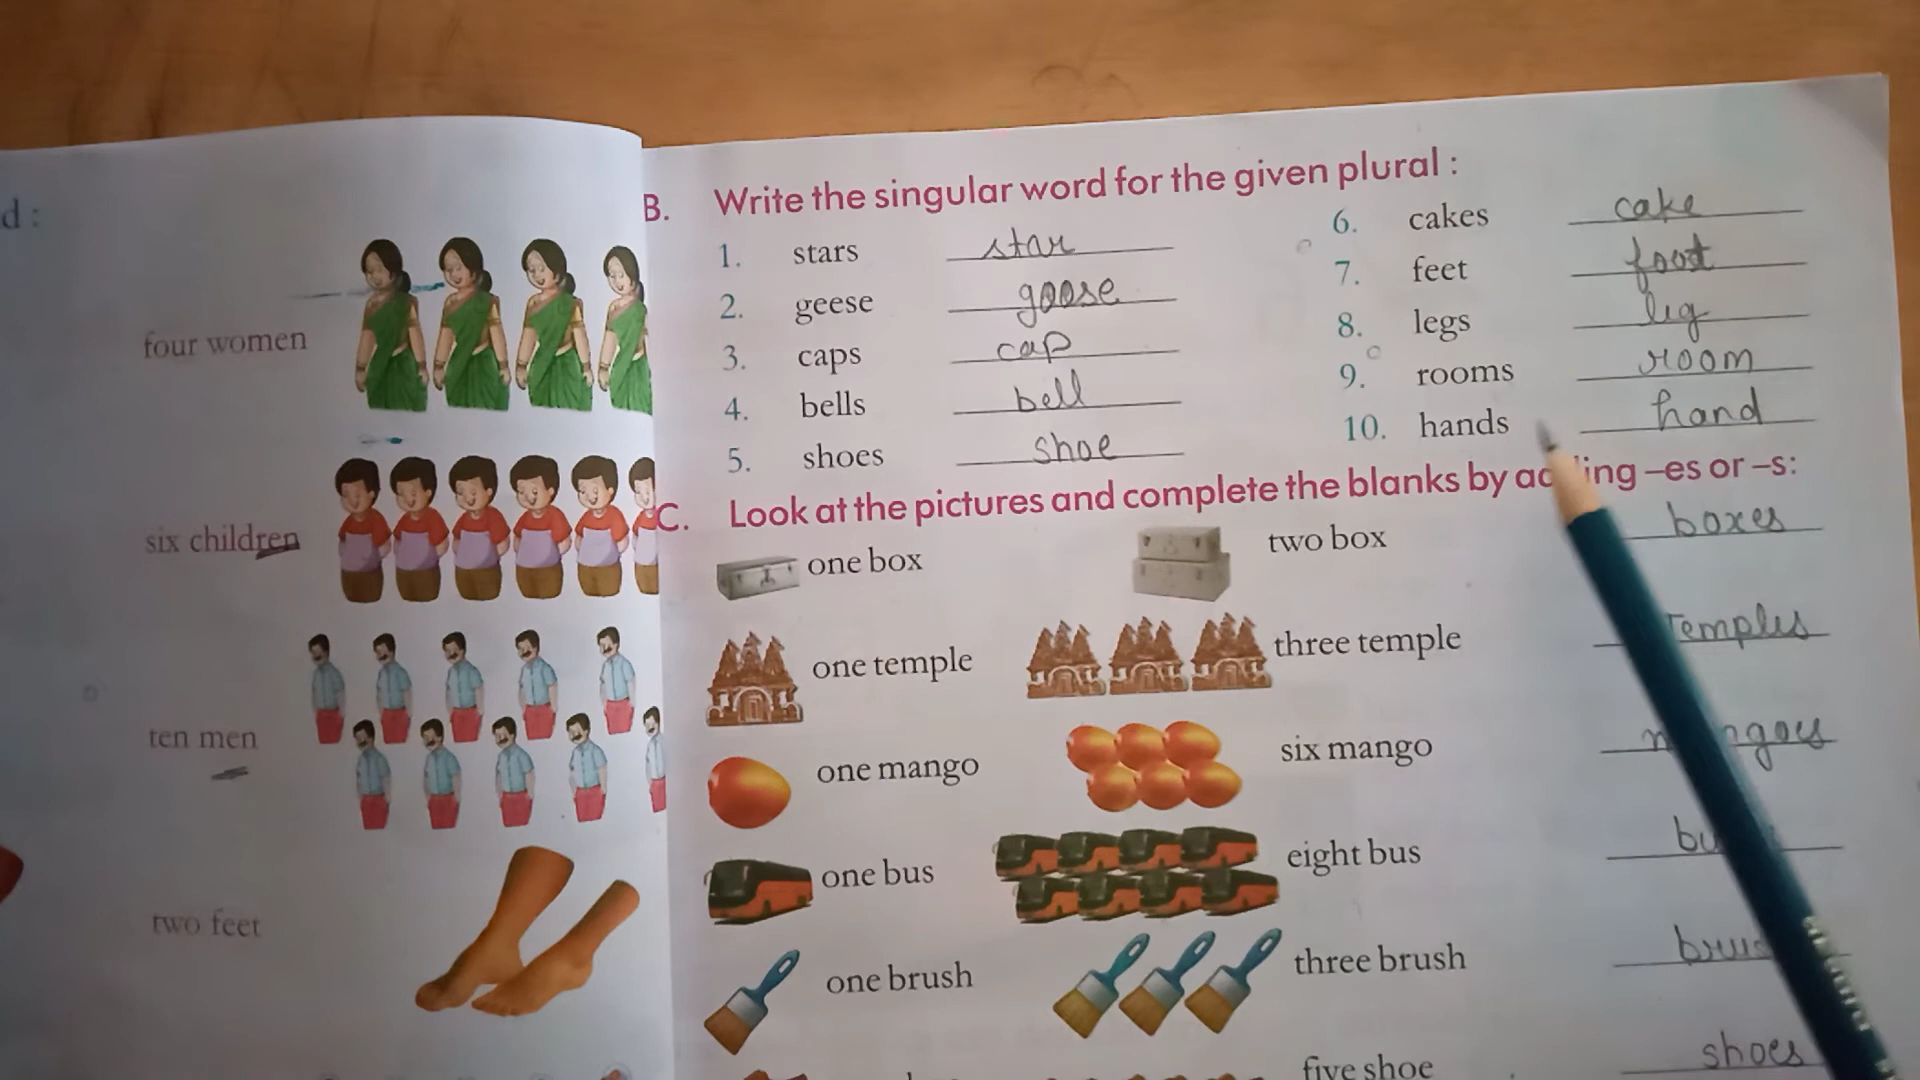 d :
four women
six children
ten men
two feet
B. Write the singular word for the given plural :
1. stars star
2. geese goose
3. caps cap
4. bells bell
5. shoes shoe
6. cakes cake
7. feet foot
8. legs leg
9. rooms room
10. hands hand
C. Look at the pictures and complete the blanks by adding –es or –s:
one box two box boxes
one temple three temple temples
one mango six mango
one bus eight bus
one brush three brush
five shoe shoes